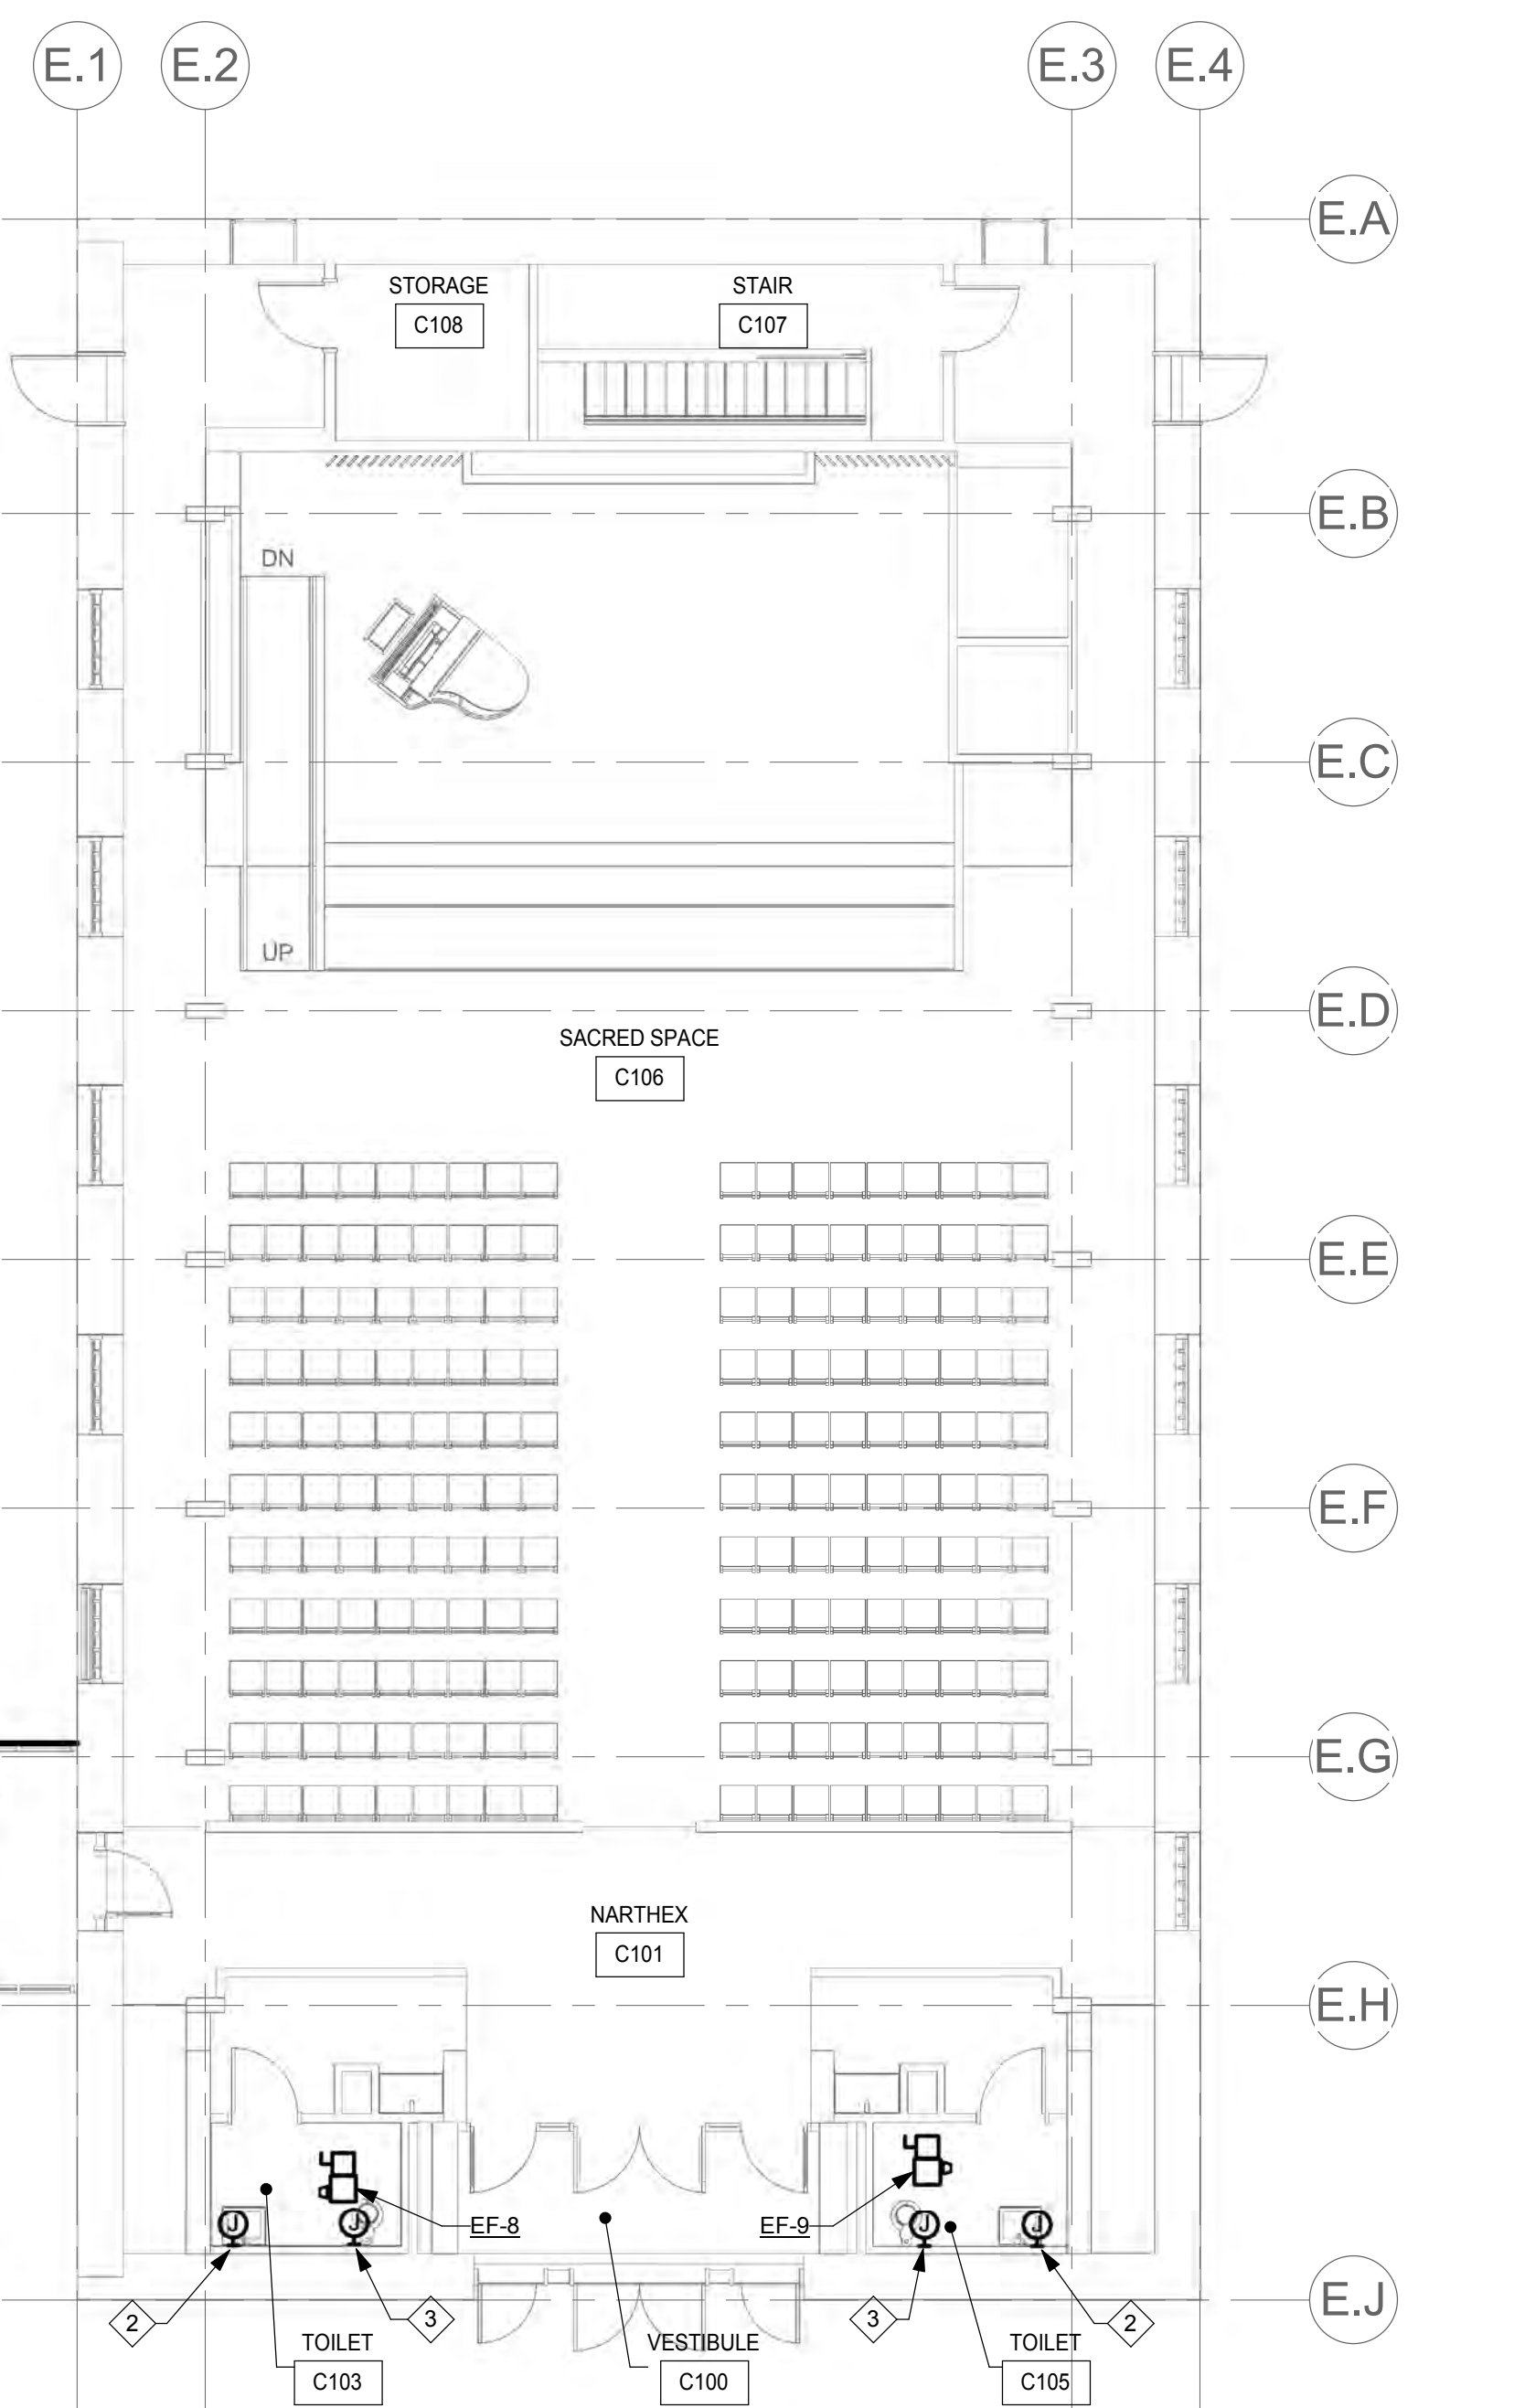 E.1
E.2
E.3
E.4
E.A
STORAGE
C108
STAIR
C107
E.B
DN
E.C
UP
E.D
SACRED SPACE
C106
E.E
E.F
E.G
NARTHEX
C101
E.H
EF-8
EF-9
J
J
J
J
2
3
3
2
E.J
TOILET
C103
VESTIBULE
C100
TOILET
C105